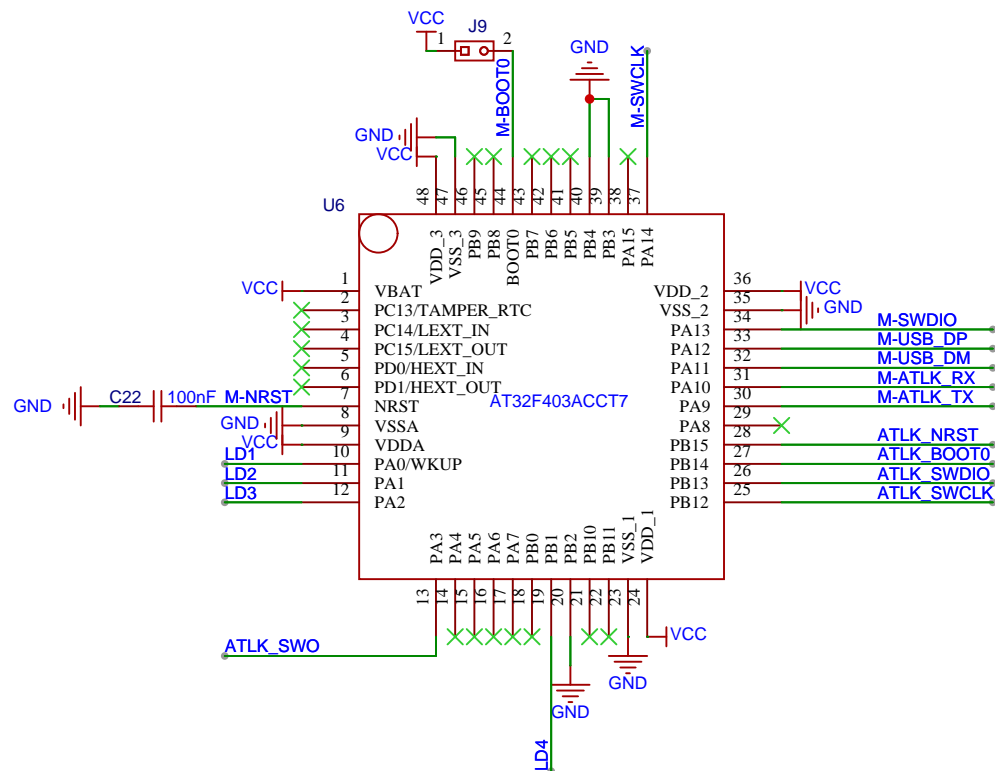 VCC
J9
1
2
M-BOOT0
GND
M-SWCLK
GND
VCC
48
47
46
45
44
43
42
41
40
39
38
37
U6
VDD_3
VSS_3
PB9
PB8
BOOT0
PB7
PB6
PB5
PB4
PB3
PA15
PA14
VCC
1
VBAT
2
PC13/TAMPER_RTC
3
PC14/LEXT_IN
4
PC15/LEXT_OUT
5
PD0/HEXT_IN
6
PD1/HEXT_OUT
GND
C22
100nF
M-NRST
7
NRST
GND
8
VSSA
VCC
9
VDDA
LD1
10
PA0/WKUP
LD2
11
PA1
LD3
12
PA2
AT32F403ACCT7
VDD_2
36
VCC
VSS_2
35
GND
PA13
34
M-SWDIO
PA12
33
M-USB_DP
PA11
32
M-USB_DM
PA10
31
M-ATLK_RX
PA9
30
M-ATLK_TX
PA8
29
PB15
28
ATLK_NRST
PB14
27
ATLK_BOOT0
PB13
26
ATLK_SWDIO
PB12
25
ATLK_SWCLK
PA3
PA4
PA5
PA6
PA7
PB0
PB1
PB2
PB10
PB11
VSS_1
VDD_1
13
14
15
16
17
18
19
20
21
22
23
24
ATLK_SWO
VCC
GND
GND
LD4